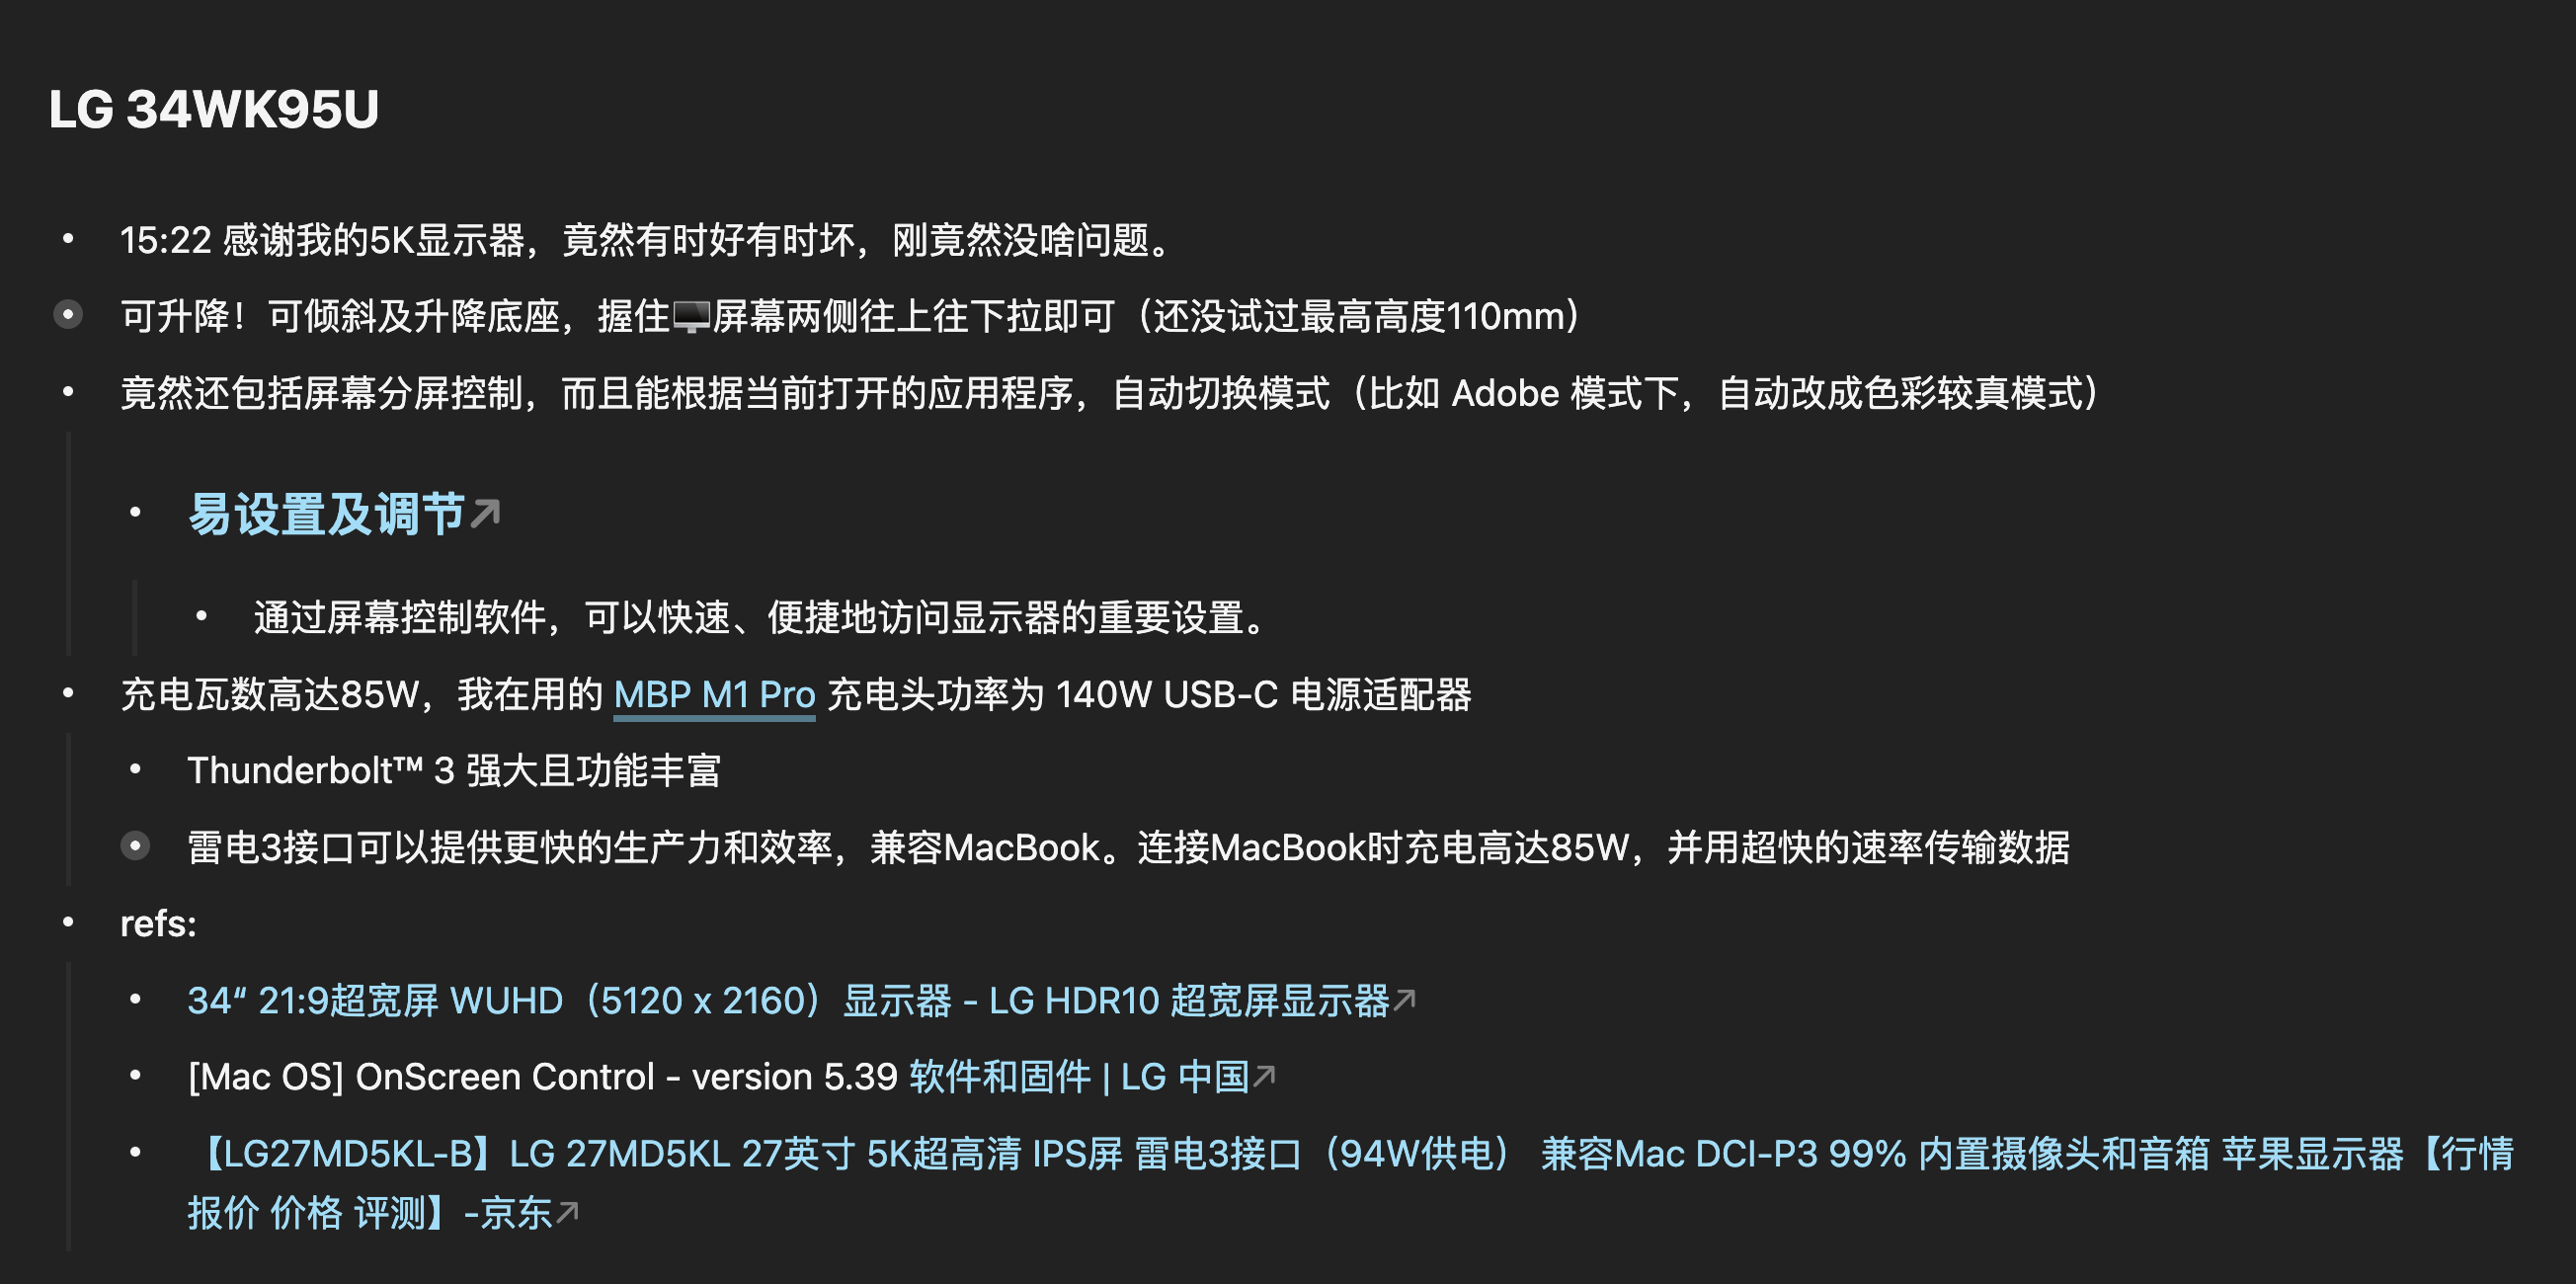 LG 34WK95U
15:22 感谢我的5K显示器，竟然有时好有时坏，刚竟然没啥问题。
可升降！可倾斜及升降底座，握住🖥️屏幕两侧往上往下拉即可（还没试过最高高度110mm）
竟然还包括屏幕分屏控制，而且能根据当前打开的应用程序，自动切换模式（比如 Adobe 模式下，自动改成色彩较真模式）
易设置及调节
通过屏幕控制软件，可以快速、便捷地访问显示器的重要设置。
充电瓦数高达85W，我在用的 MBP M1 Pro 充电头功率为 140W USB-C 电源适配器
Thunderbolt™ 3 强大且功能丰富
雷电3接口可以提供更快的生产力和效率，兼容MacBook。连接MacBook时充电高达85W，并用超快的速率传输数据
refs:
34“ 21:9超宽屏 WUHD（5120 x 2160）显示器 - LG HDR10 超宽屏显示器
[Mac OS] OnScreen Control - version 5.39 软件和固件 | LG 中国
【LG27MD5KL-B】LG 27MD5KL 27英寸 5K超高清 IPS屏 雷电3接口（94W供电） 兼容Mac DCI-P3 99% 内置摄像头和音箱 苹果显示器【行情
报价 价格 评测】-京东